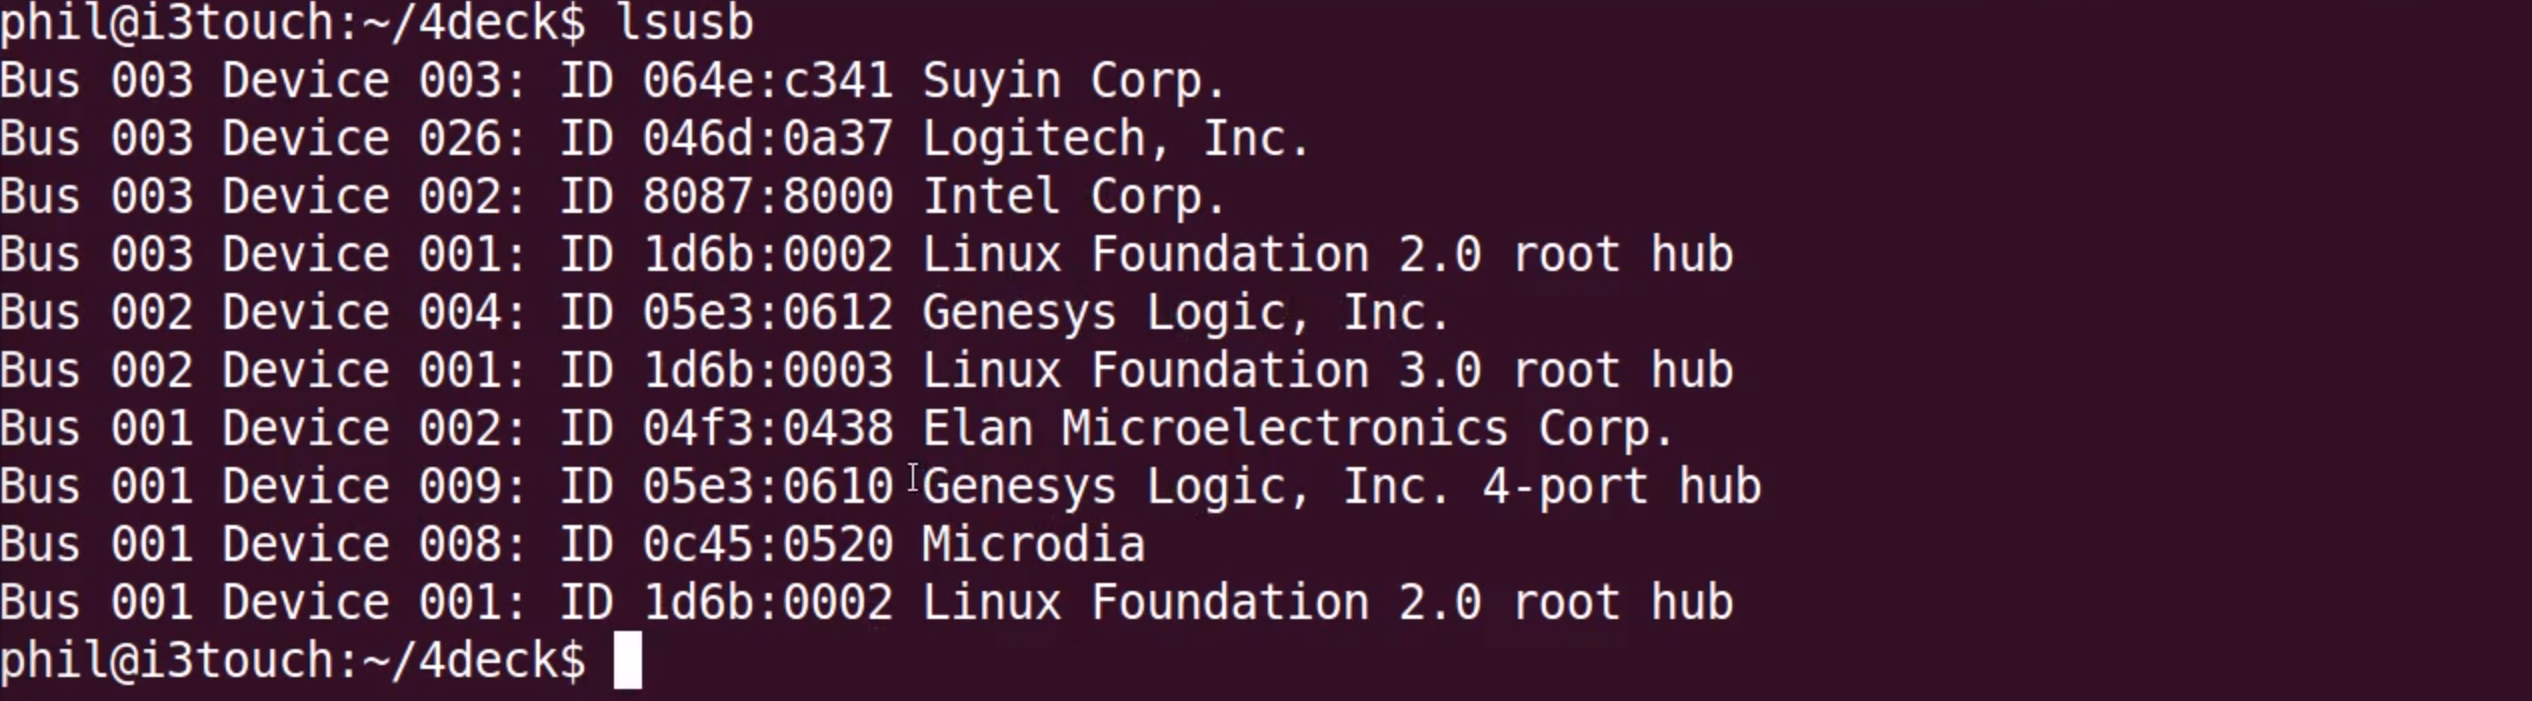 phil@i3touch:~/4deck$ lsusb
Bus 003 Device 003: ID 064e:c341 Suyin Corp.
Bus 003 Device 026: ID 046d:0a37 Logitech, Inc.
Bus 003 Device 002: ID 8087:8000 Intel Corp.
Bus 003 Device 001: ID 1d6b:0002 Linux Foundation 2.0 root hub
Bus 002 Device 004: ID 05e3:0612 Genesys Logic, Inc.
Bus 002 Device 001: ID 1d6b:0003 Linux Foundation 3.0 root hub
Bus 001 Device 002: ID 04f3:0438 Elan Microelectronics Corp.
Bus 001 Device 009: ID 05e3:0610 Genesys Logic, Inc. 4-port hub
Bus 001 Device 008: ID 0c45:0520 Microdia
Bus 001 Device 001: ID 1d6b:0002 Linux Foundation 2.0 root hub
phil@i3touch:~/4deck$